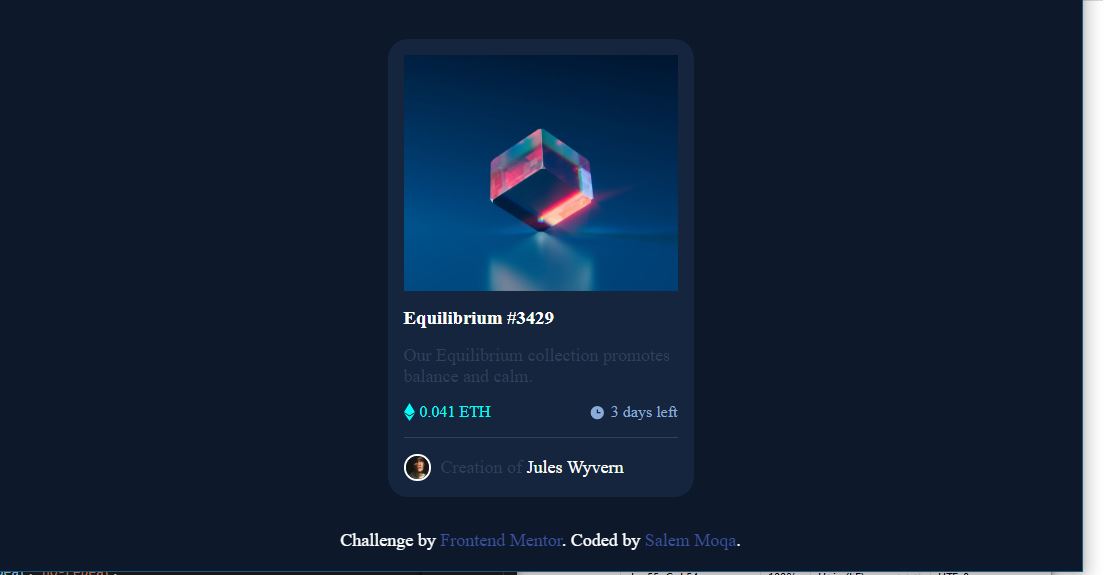 Equilibrium #3429
Our Equilibrium collection promotes
balance and calm.
0.041 ETH
3 days left
Creation of Jules Wyvern
Challenge by Frontend Mentor. Coded by Salem Moqa.